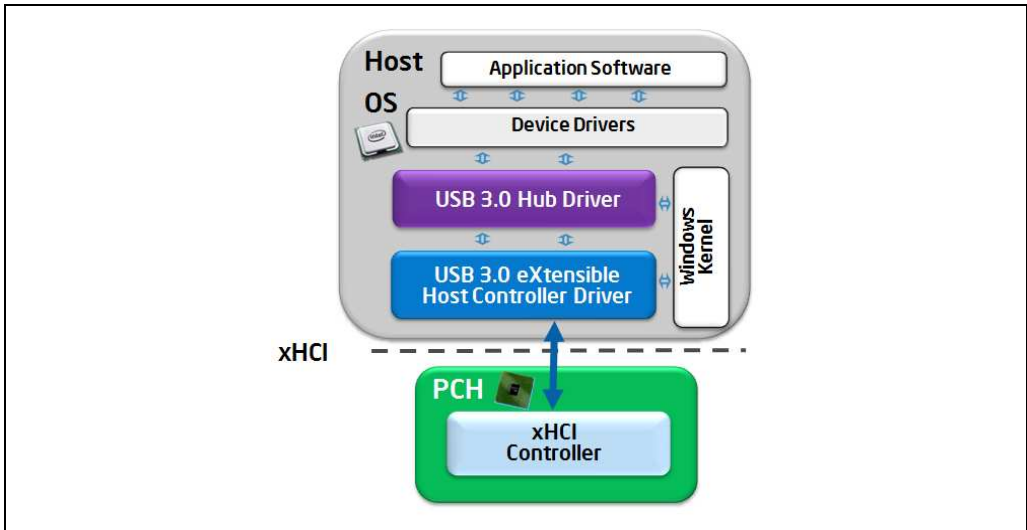 Host
Application Software
OS
Device Drivers
intel
USB 3.0 Hub Driver
Windows
Kernel
USB 3.0 eXtensible
Host Controller Driver
xHCI
PCH
xHCI
Controller